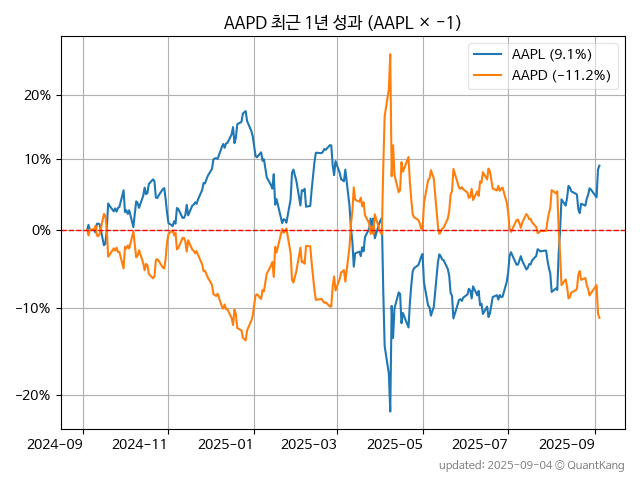 AAPD 최근 1년 성과 (AAPL × −1)
AAPL (9.1%)
AAPD (−11.2%)
20%
10%
0%
−10%
−20%
2024−09 2024−11 2025−01 2025−03 2025−05 2025−07 2025−09
updated: 2025−09−04 © QuantKang